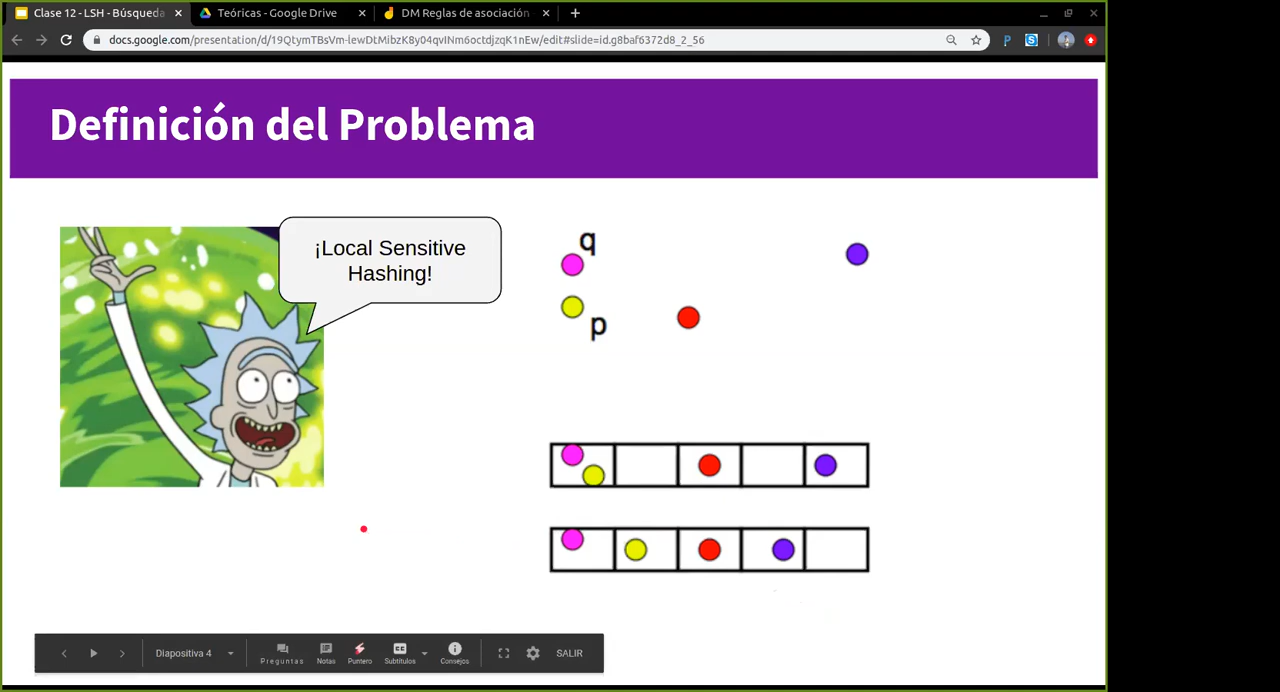 Clase 12 - LSH - Búsqueda
Teóricas - Google Drive
DM Reglas de asociación
docs.google.com/presentation/d/19QtymTBsVm-lewDtMibzK8y04qvINm6octdjzqK1nEw/edit#slide=id.g8baf6372d8_2_56
Definición del Problema
¡Local Sensitive
Hashing!
q
p
Diapositiva 4
Preguntas
Notas
Puntero
Subtítulos
Consejos
SALIR